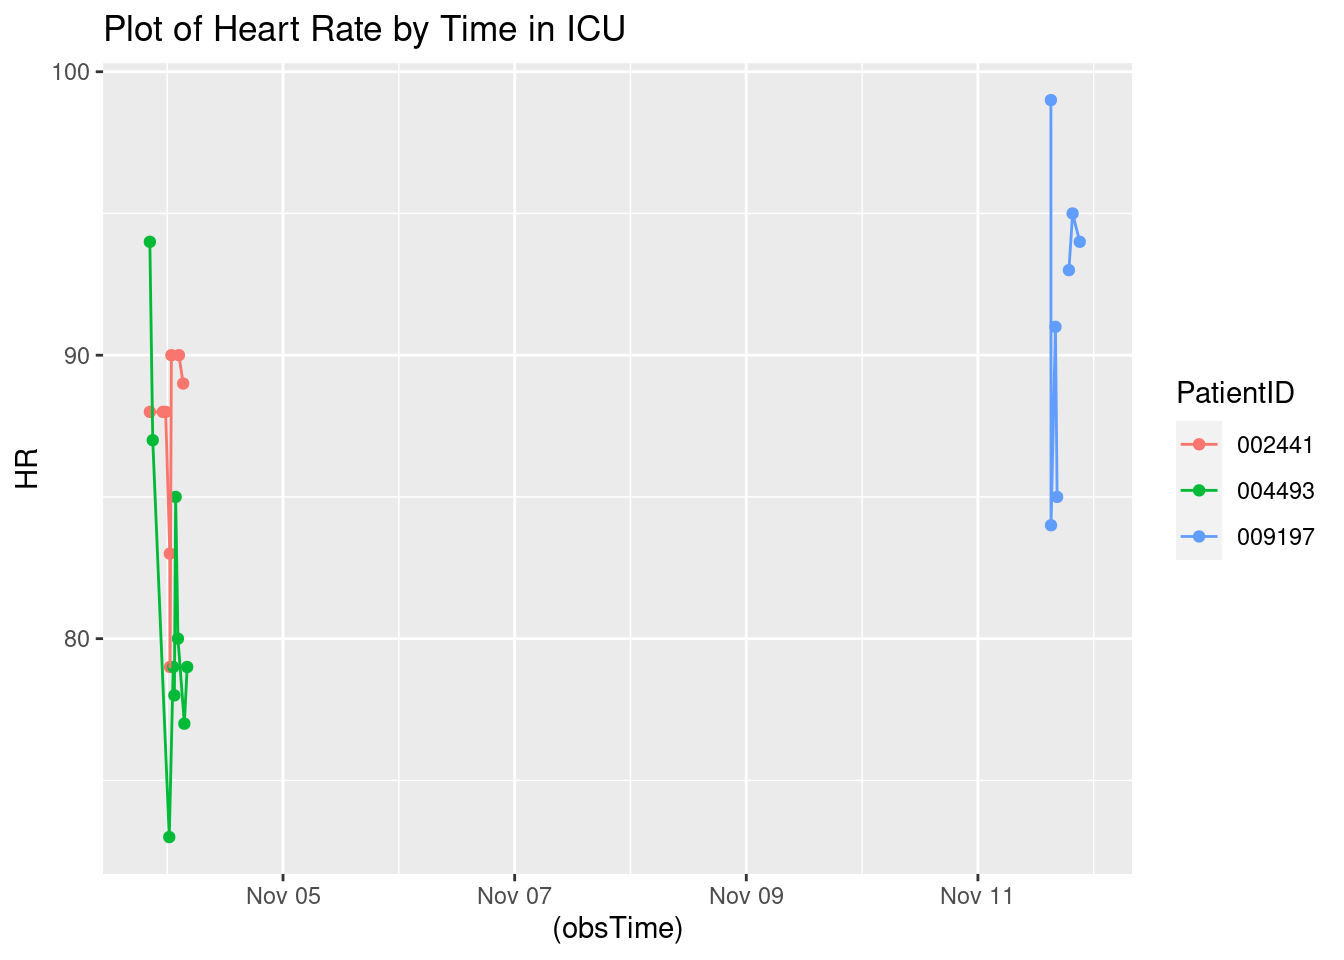 Plot of Heart Rate by Time in ICU
100
90
80
HR
Nov 05
Nov 07
Nov 09
Nov 11
(obsTime)
PatientID
002441
004493
009197